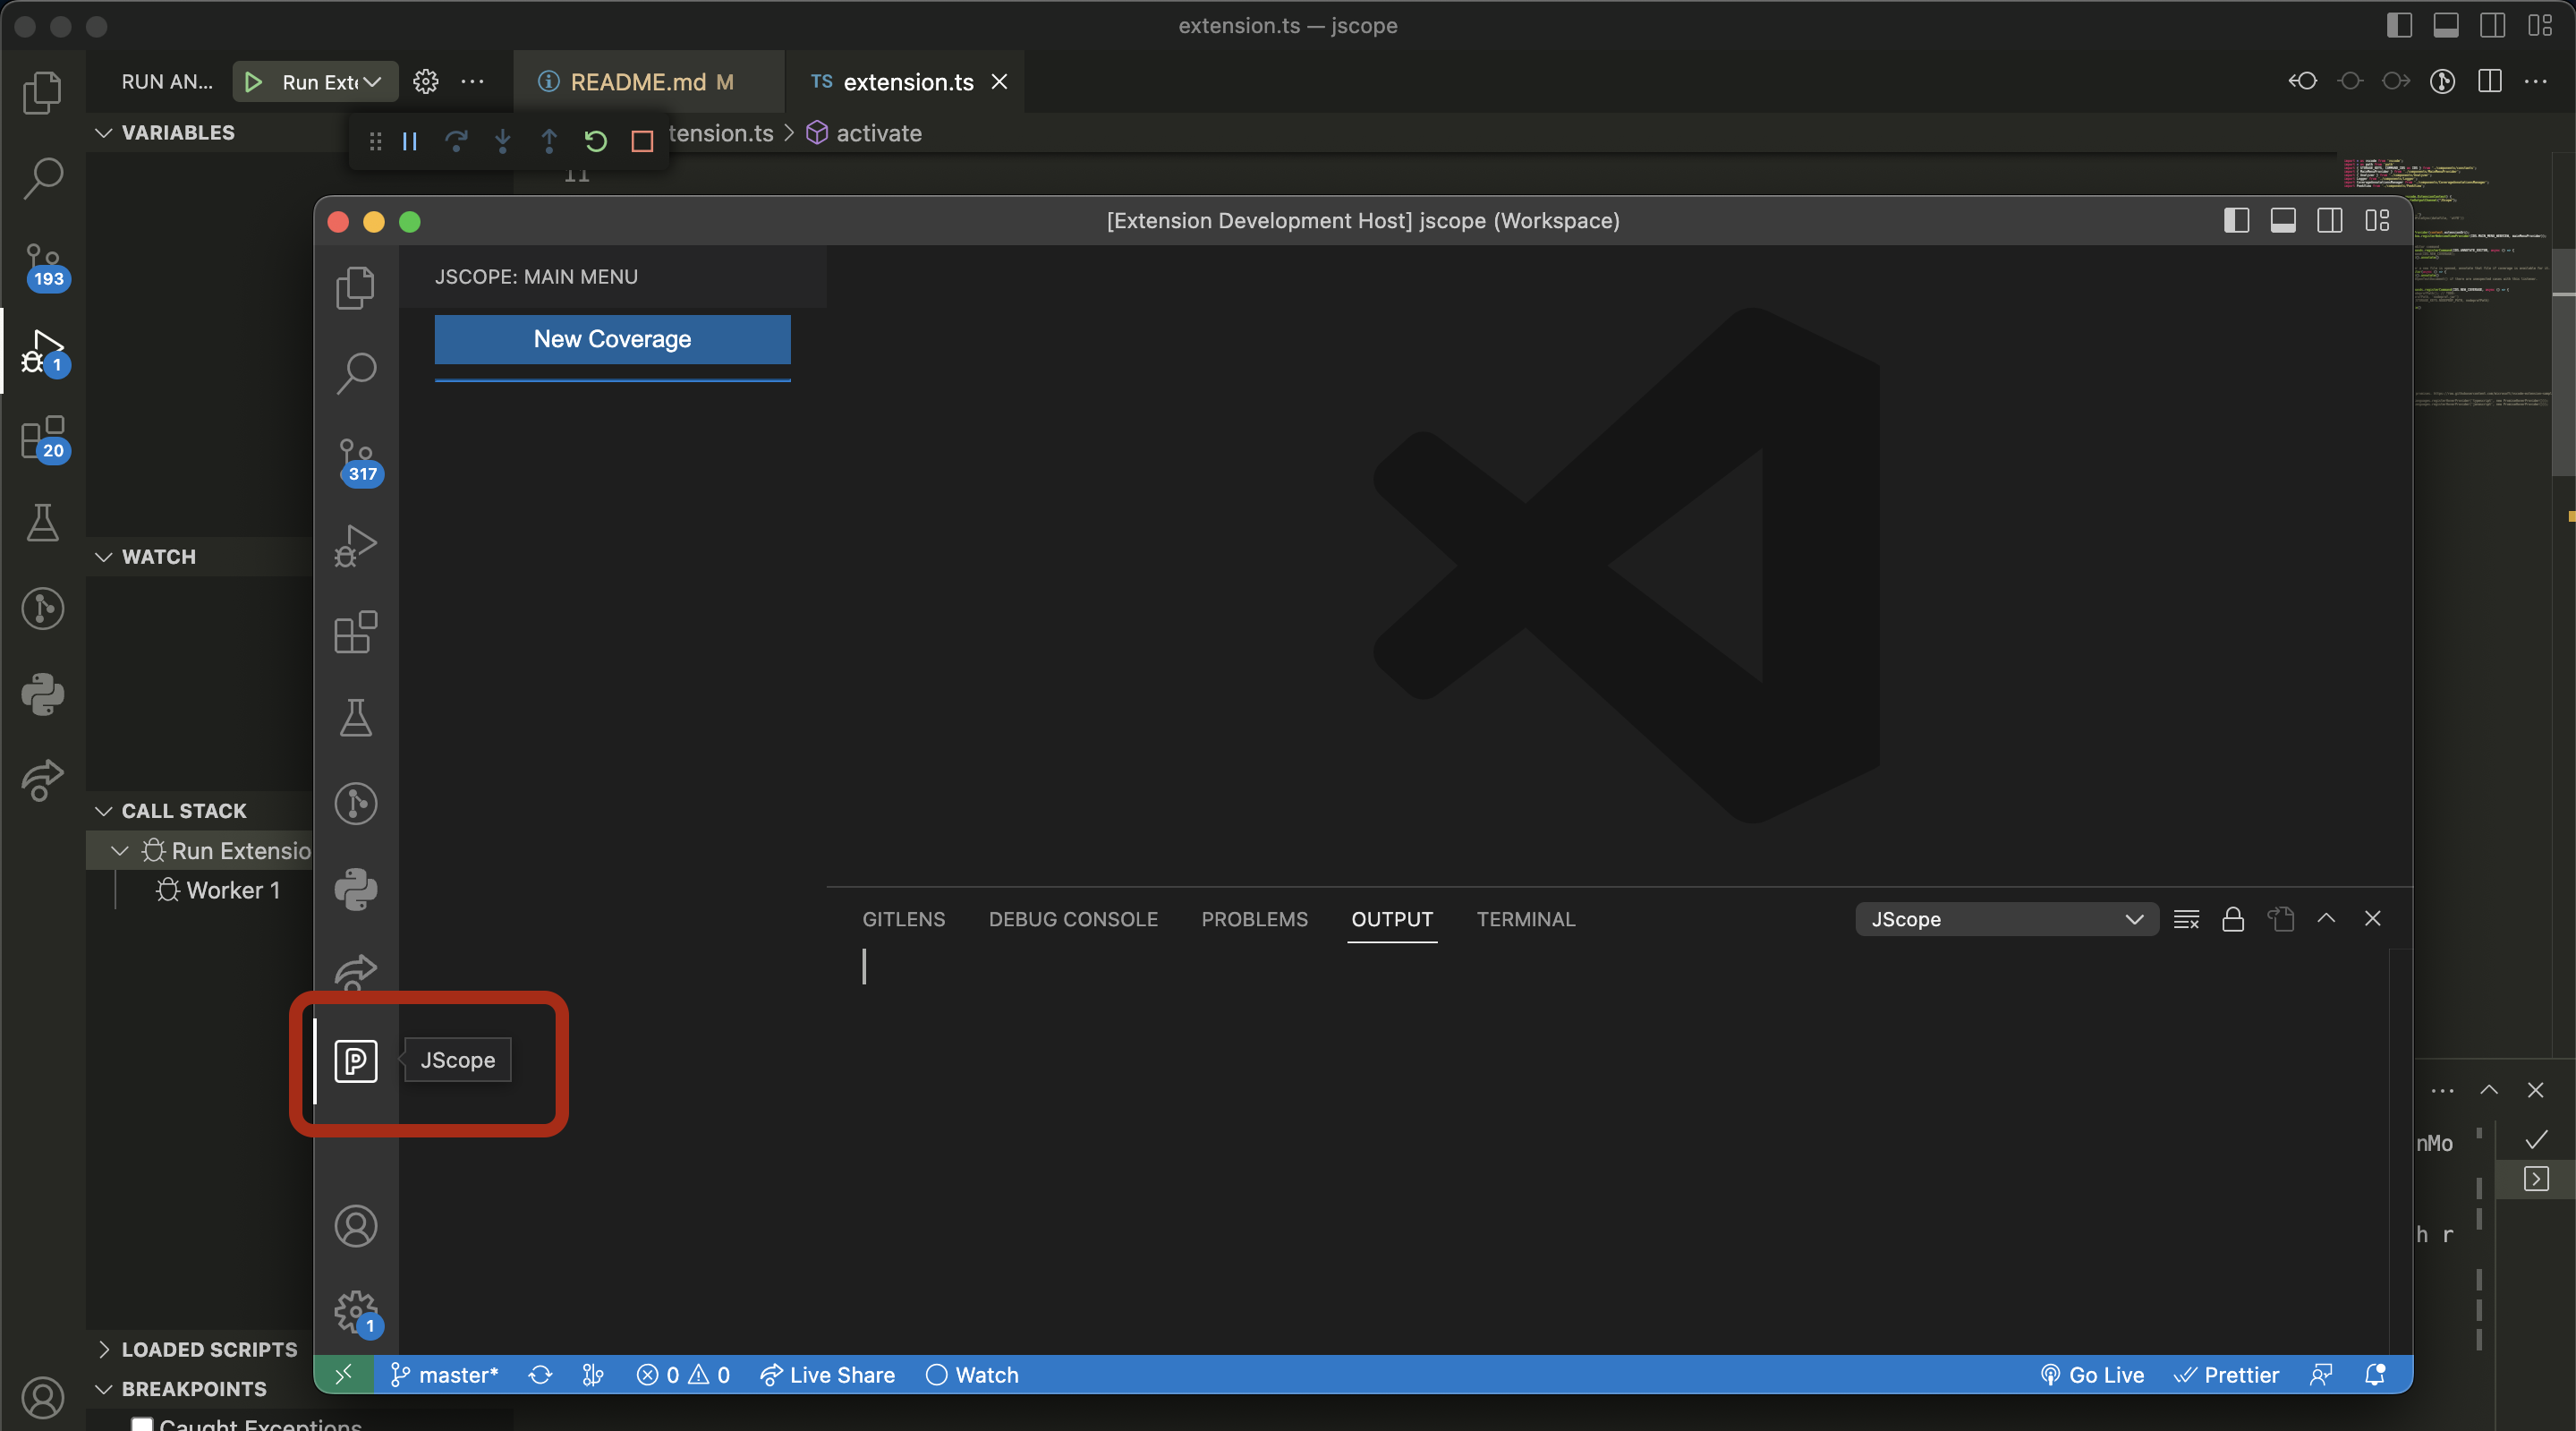 extension.ts — jscope
RUN AN...
Run Exte
README.md M
TS extension.ts
VARIABLES
tension.ts > activate
11
193
1
20
WATCH
CALL STACK
Run Extensio
Worker 1
LOADED SCRIPTS
BREAKPOINTS
Caught Exceptions
[Extension Development Host] jscope (Workspace)
JSCOPE: MAIN MENU
New Coverage
317
GITLENS
DEBUG CONSOLE
PROBLEMS
OUTPUT
TERMINAL
JScope
P
JScope
1
master*
0
0
Live Share
Watch
Go Live
Prettier
nMo
h r